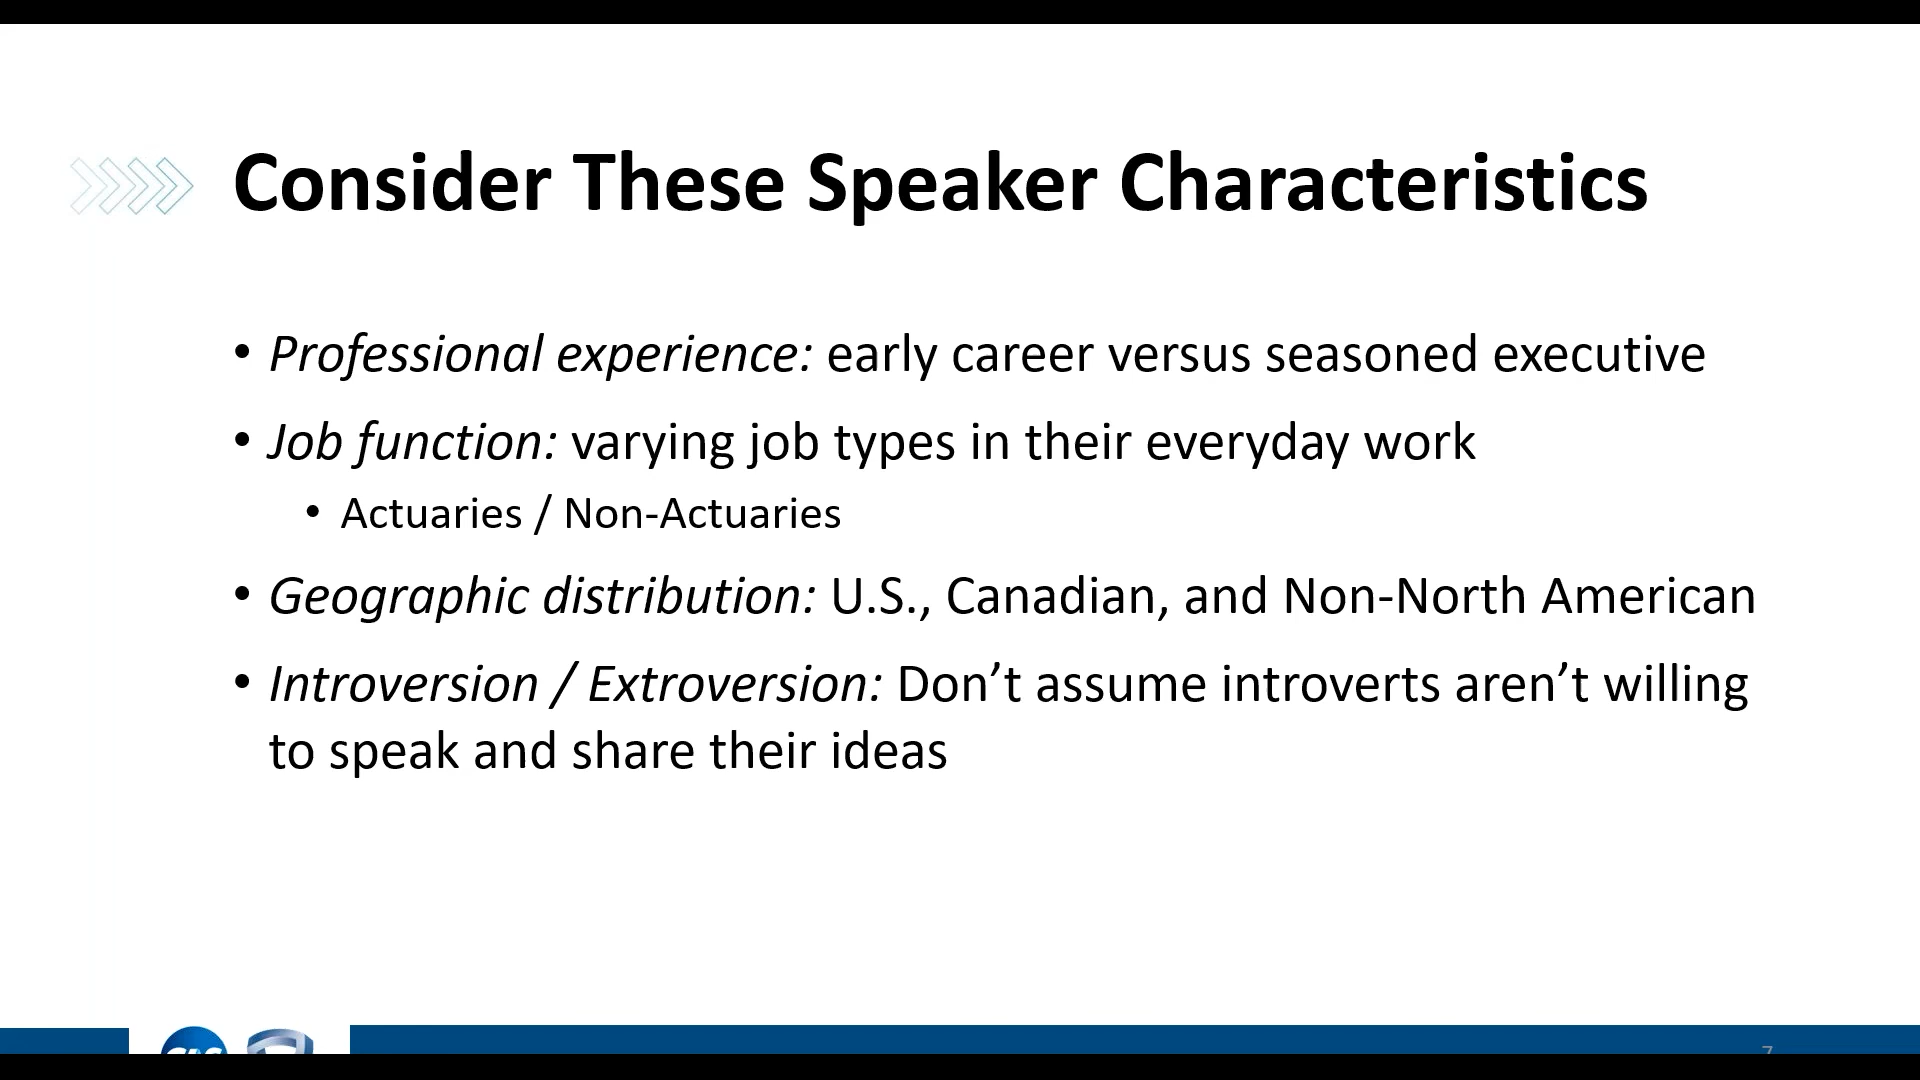 Consider These Speaker Characteristics
• Professional experience: early career versus seasoned executive
• Job function: varying job types in their everyday work
• Actuaries / Non-Actuaries
• Geographic distribution: U.S., Canadian, and Non-North American
• Introversion / Extroversion: Don’t assume introverts aren’t willing
to speak and share their ideas
7